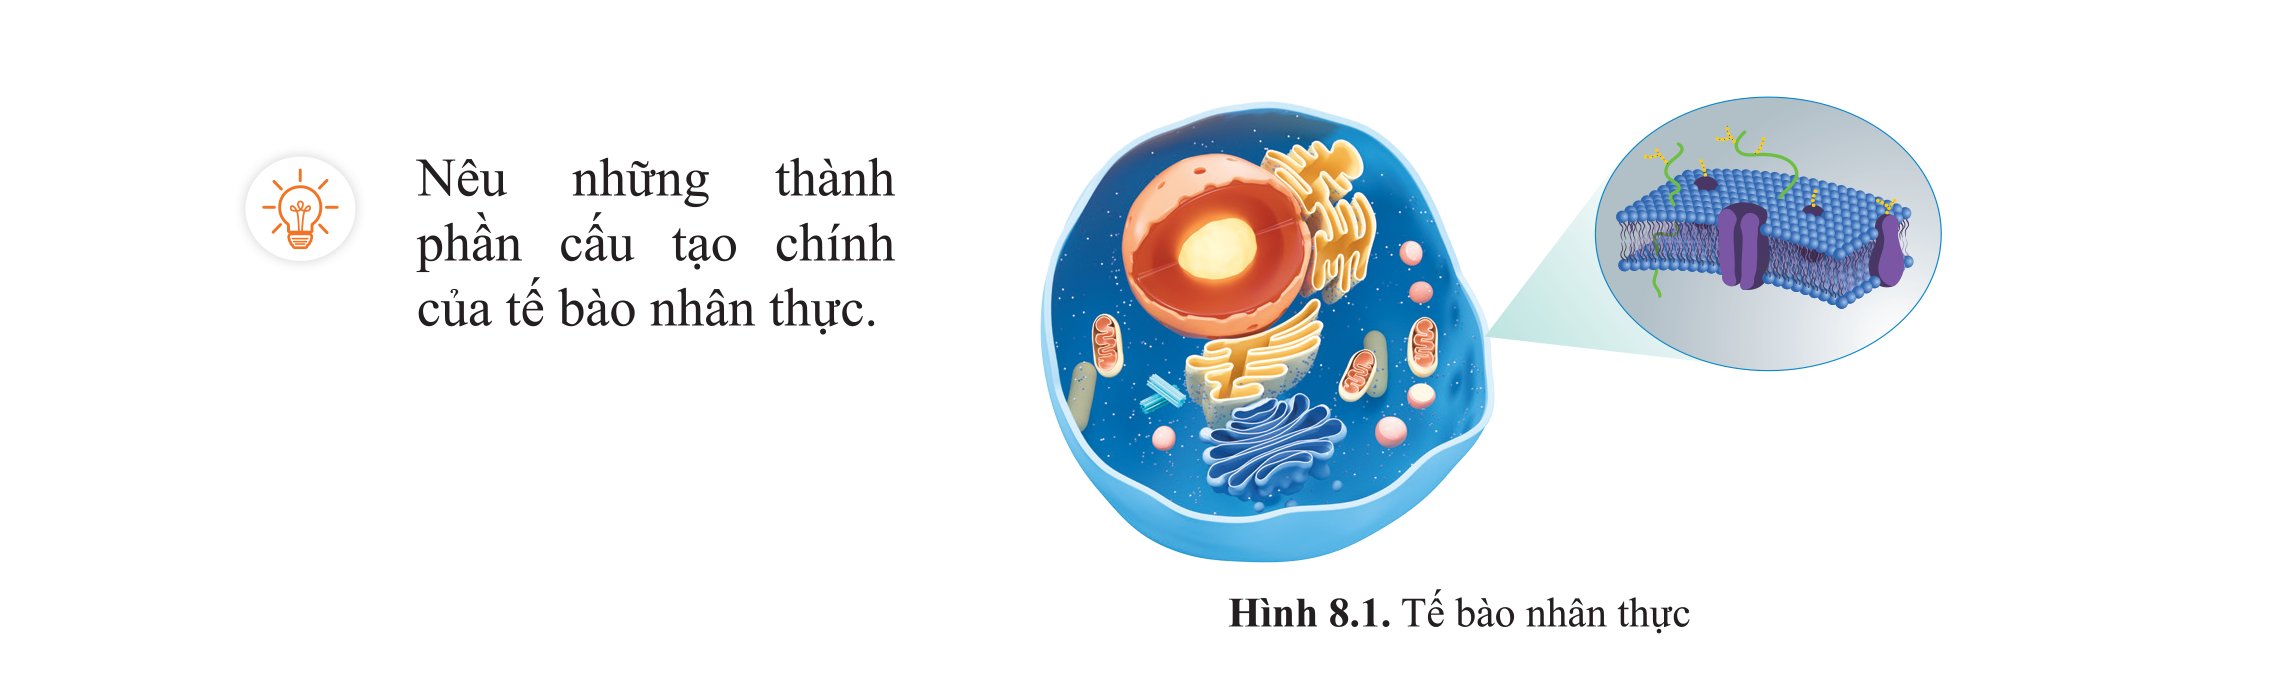 Nêu những thành
phần cấu tạo chính
của tế bào nhân thực.
Hình 8.1. Tế bào nhân thực